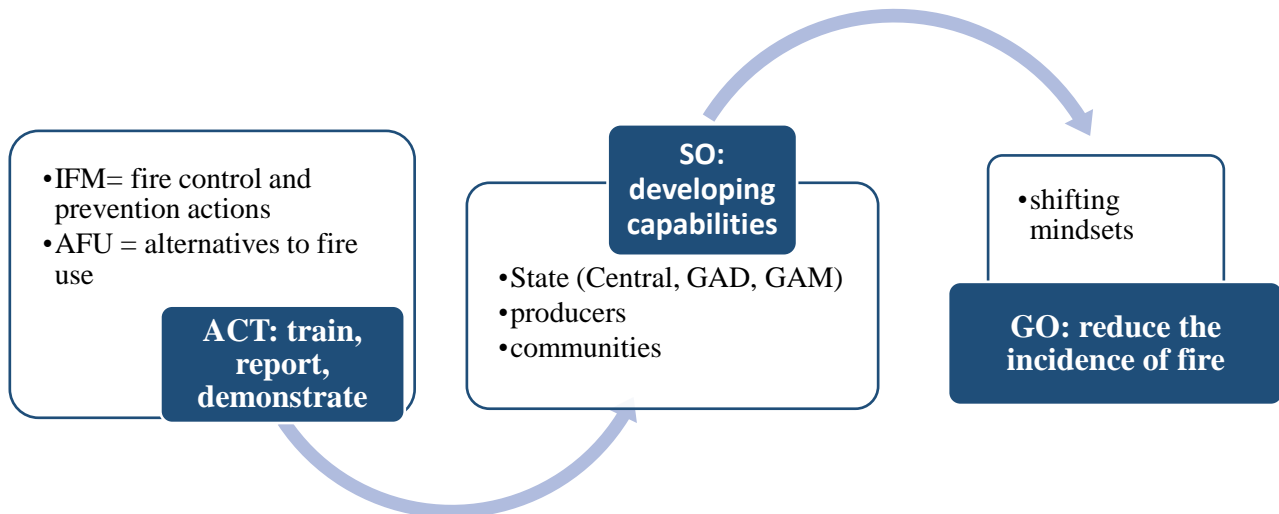 •IFM= fire control and
prevention actions
•AFU = alternatives to fire
use
ACT: train,
report,
demonstrate
SO:
developing
capabilities
•State (Central, GAD, GAM)
•producers
•communities
•shifting
mindsets
GO: reduce the
incidence of fire